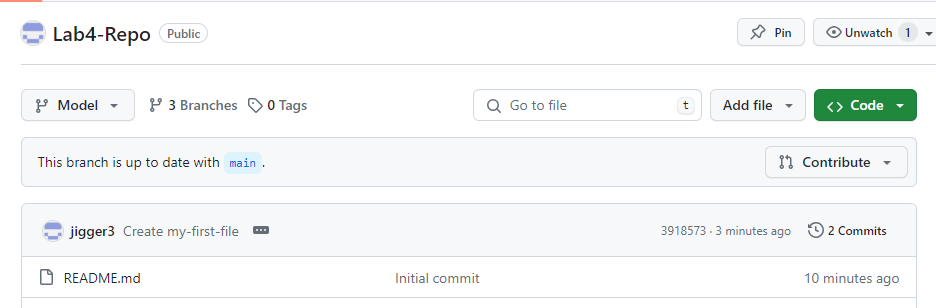 Lab4-Repo Public Pin Unwatch 1
Model 3 Branches 0 Tags Go to file t Add file <> Code
This branch is up to date with main. Contribute
jigger3 Create my-first-file 3918573 · 3 minutes ago 2 Commits
README.md Initial commit 10 minutes ago